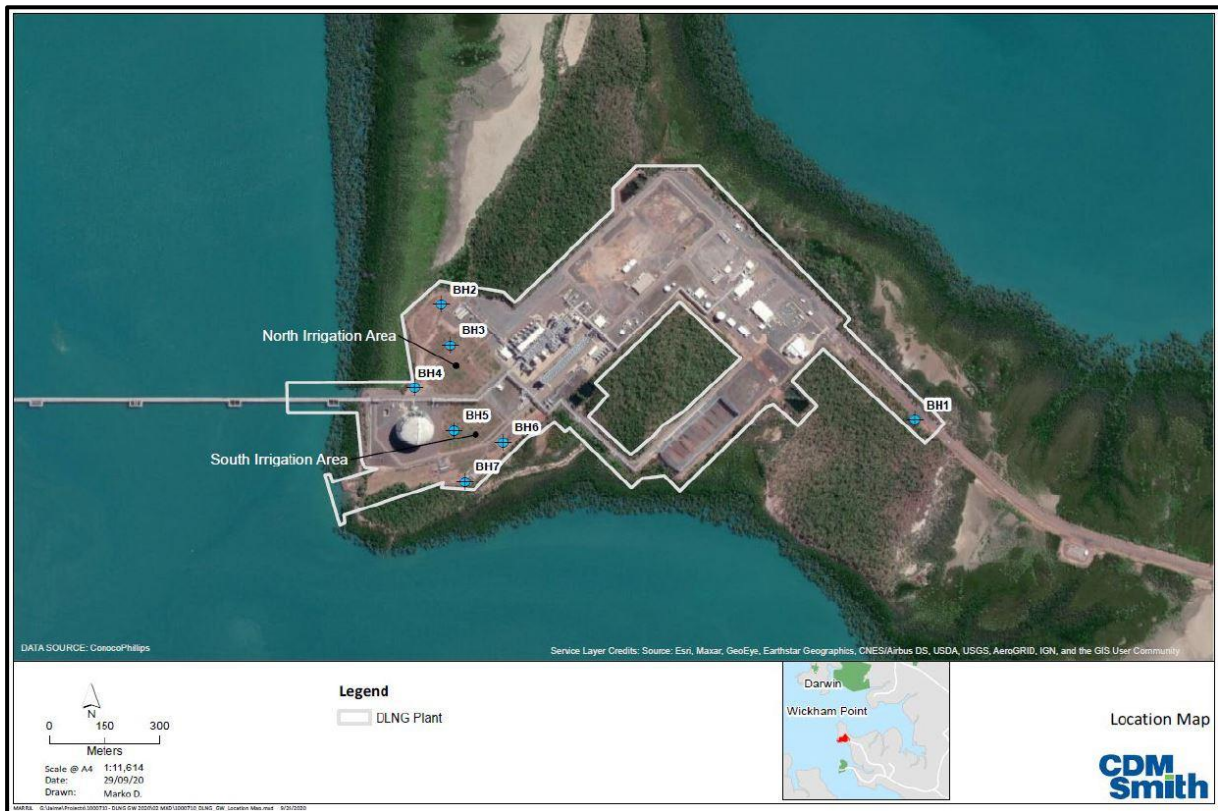 BH2
BH3
North Irrigation Area
BH4
BH1
BH5
BH6
South Irrigation Area
BH7
DATA SOURCE: ConocoPhillips
Service Layer Credits: Source: Esri, Maxar, GeoEye, Earthstar Geographics, CNES/Airbus DS, USDA, USGS, AeroGRID, IGN, and the GIS User Community
N
0 150 300
Meters
Scale @ A4 1:11,614
Date: 29/09/20
Drawn: Marko D.
Legend
DLNG Plant
Darwin
Wickham Point
Location Map
CDM
Smith
9/29/2020